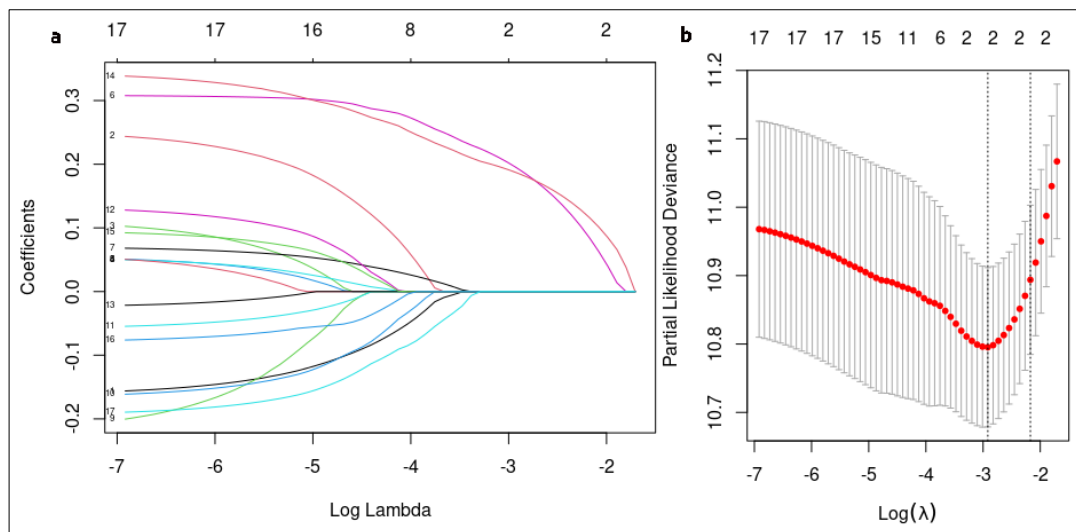 a
17 17 16 8 2 2
Coefficients
0.3
0.2
0.1
0.0
-0.1
-0.2
14
6
2
12
3
15
7
13
11
16
17
9
-7 -6 -5 -4 -3 -2
Log Lambda
b
17 17 17 15 11 6 2 2 2 2
Partial Likelihood Deviance
11.2
11.1
11.0
10.9
10.8
10.7
-7 -6 -5 -4 -3 -2
Log(λ)